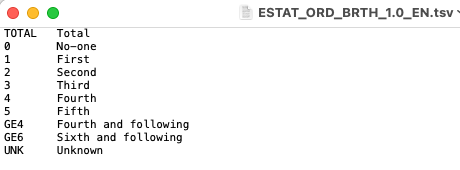 ESTAT_ORD_BRTH_1.0_EN.tsv
TOTAL Total
0 No-one
1 First
2 Second
3 Third
4 Fourth
5 Fifth
GE4 Fourth and following
GE6 Sixth and following
UNK Unknown